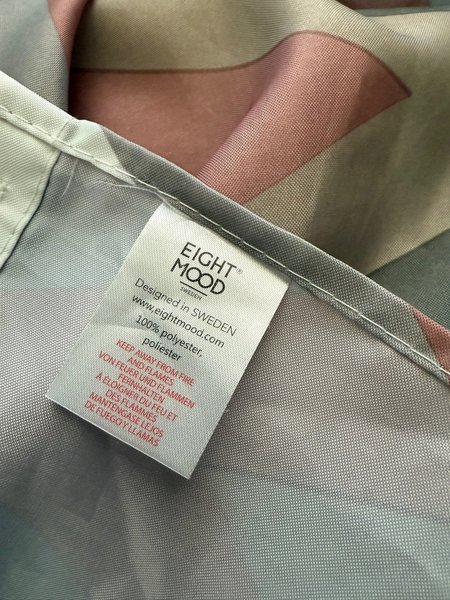 EIGHT®
MOOD
SWEDEN
Designed in SWEDEN
www.eightmood.com
100% polyester,
poliester
KEEP AWAY FROM FIRE
AND FLAMES
VON FEUER UND FLAMMEN
FERNHALTEN
À ELOIGNER DU FEU ET
DES FLAMMES
MANTENGASE LEJOS
DE FUEGO Y LLAMAS